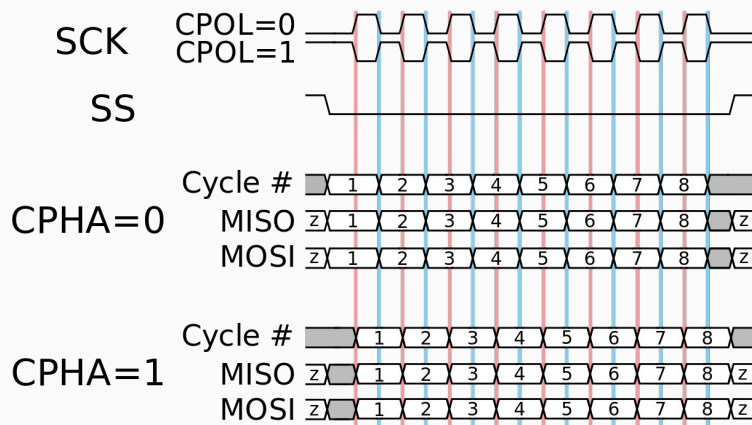 SCK CPOL=0
CPOL=1
SS
Cycle # 1 2 3 4 5 6 7 8
CPHA=0
MISO z 1 2 3 4 5 6 7 8 z
MOSI z 1 2 3 4 5 6 7 8 z
Cycle # 1 2 3 4 5 6 7 8
CPHA=1
MISO z 1 2 3 4 5 6 7 8 z
MOSI z 1 2 3 4 5 6 7 8 z